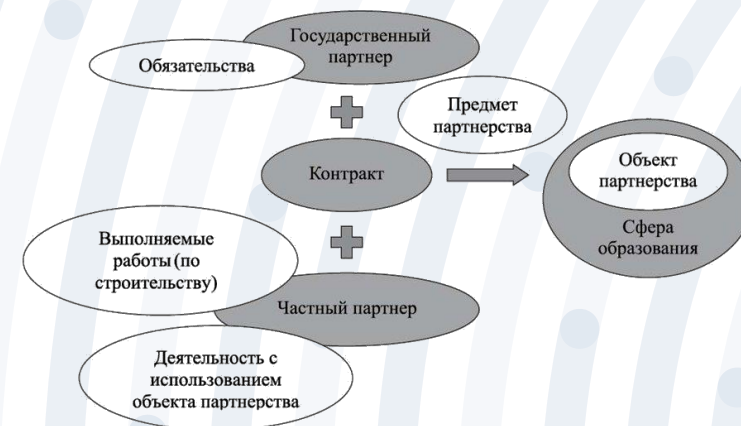 Государственный
партнер
Обязательства
Предмет
партнерства
Контракт
Объект
партнерства
Сфера
образования
Выполняемые
работы (по
строительству)
Частный партнер
Деятельность с
использованием
объекта партнерства